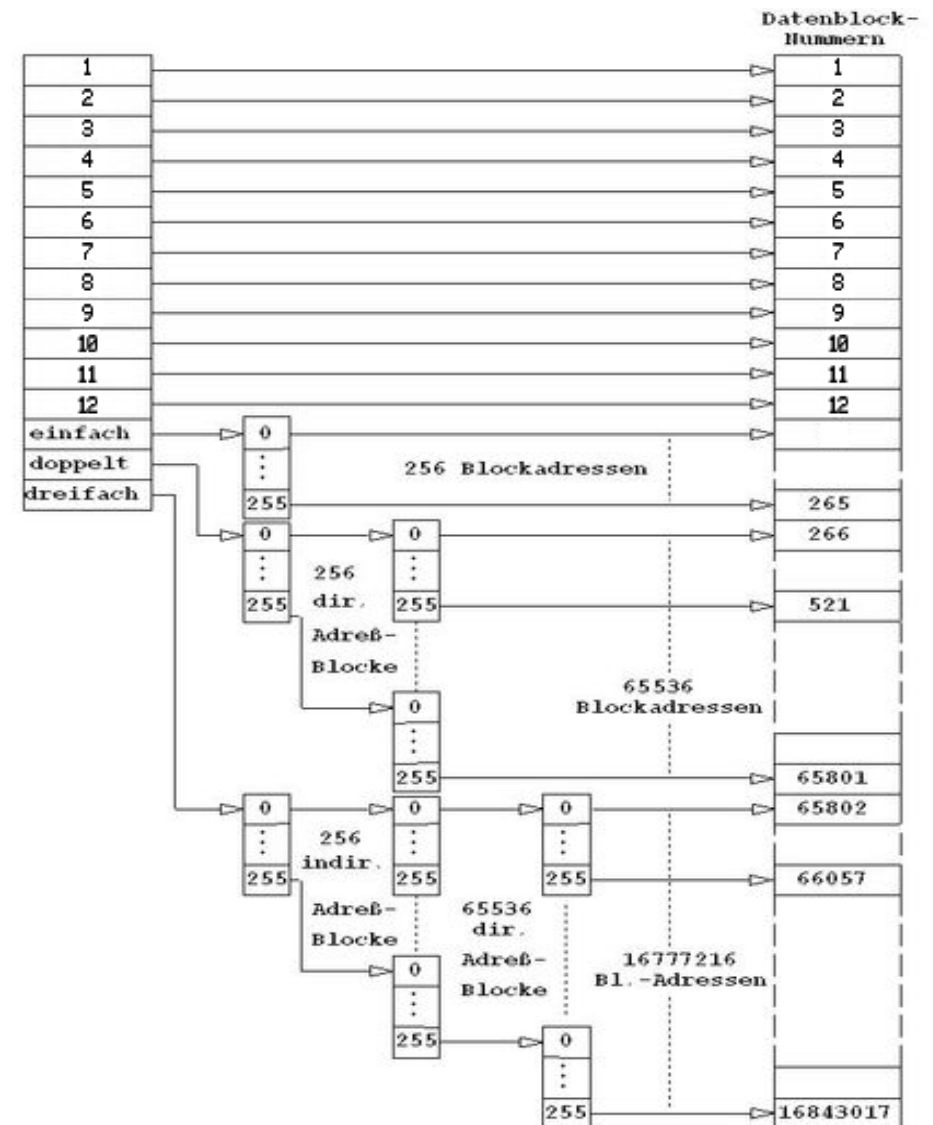 Datenblock-
Nummern
1 1
2 2
3 3
4 4
5 5
6 6
7 7
8 8
9 9
10 10
11 11
12 12
einfach 0
doppelt 256 Blockadressen
dreifach 255 265
0 0 266
256
dir.
255 255 521
Adreß-
Blocke
65536
0
Blockadressen
255 65801
0 0 0 65802
256
indir.
255 255 255 66057
Adreß- 65536
dir.
Blocke
Adreß- 16777216
0
Bl.-Adressen
Blocke
255 0
255 16843017